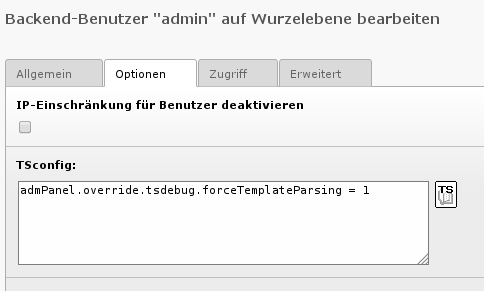 Backend-Benutzer "admin" auf Wurzelebene bearbeiten
Allgemein Optionen Zugriff Erweitert
IP-Einschränkung für Benutzer deaktivieren
TSconfig:
admPanel.override.tsdebug.forceTemplateParsing = 1
TS